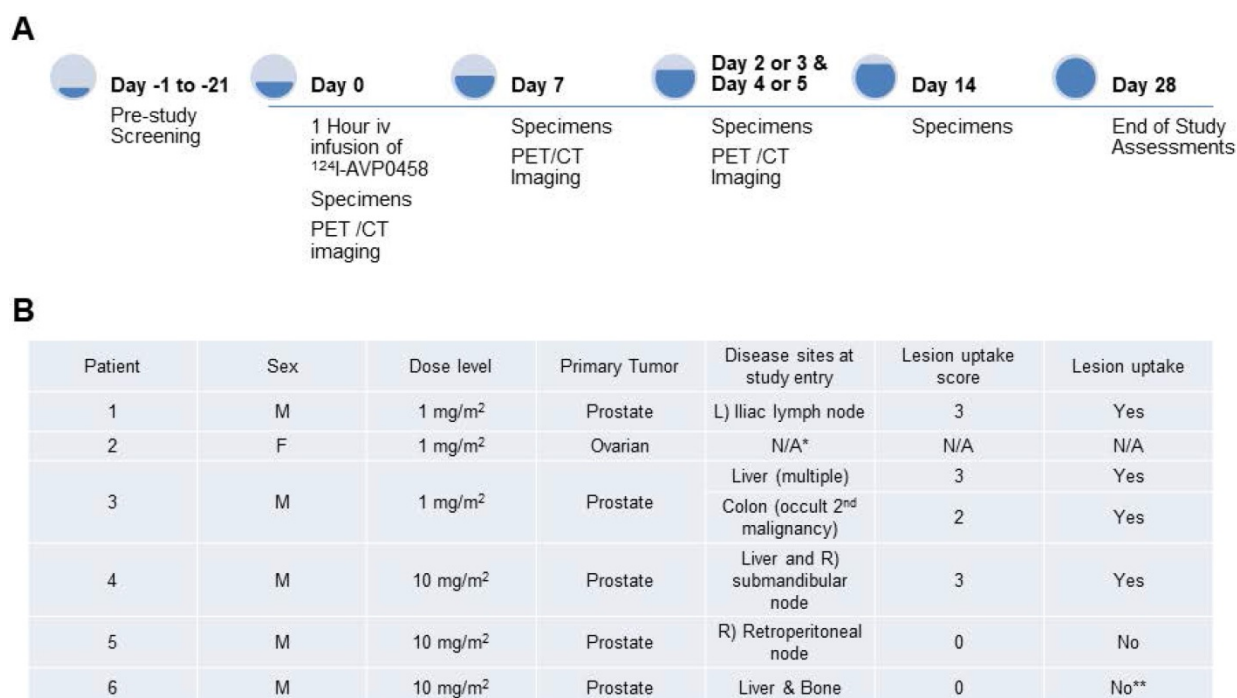 A
Day -1 to -21
Pre-study
Screening
Day 0
1 Hour iv
infusion of
¹²⁴I-AVP0458
Specimens
PET /CT
imaging
Day 7
Specimens
PET/CT
Imaging
Day 2 or 3 &
Day 4 or 5
Specimens
PET /CT
Imaging
Day 14
Specimens
Day 28
End of Study
Assessments
B
Patient Sex Dose level Primary Tumor Disease sites at study entry Lesion uptake score Lesion uptake
1 M 1 mg/m² Prostate L) Iliac lymph node 3 Yes
2 F 1 mg/m² Ovarian N/A* N/A N/A
3 M 1 mg/m² Prostate Liver (multiple) 3 Yes
Colon (occult 2ⁿᵈ malignancy) 2 Yes
4 M 10 mg/m² Prostate Liver and R) submandibular node 3 Yes
5 M 10 mg/m² Prostate R) Retroperitoneal node 0 No
6 M 10 mg/m² Prostate Liver & Bone 0 No**